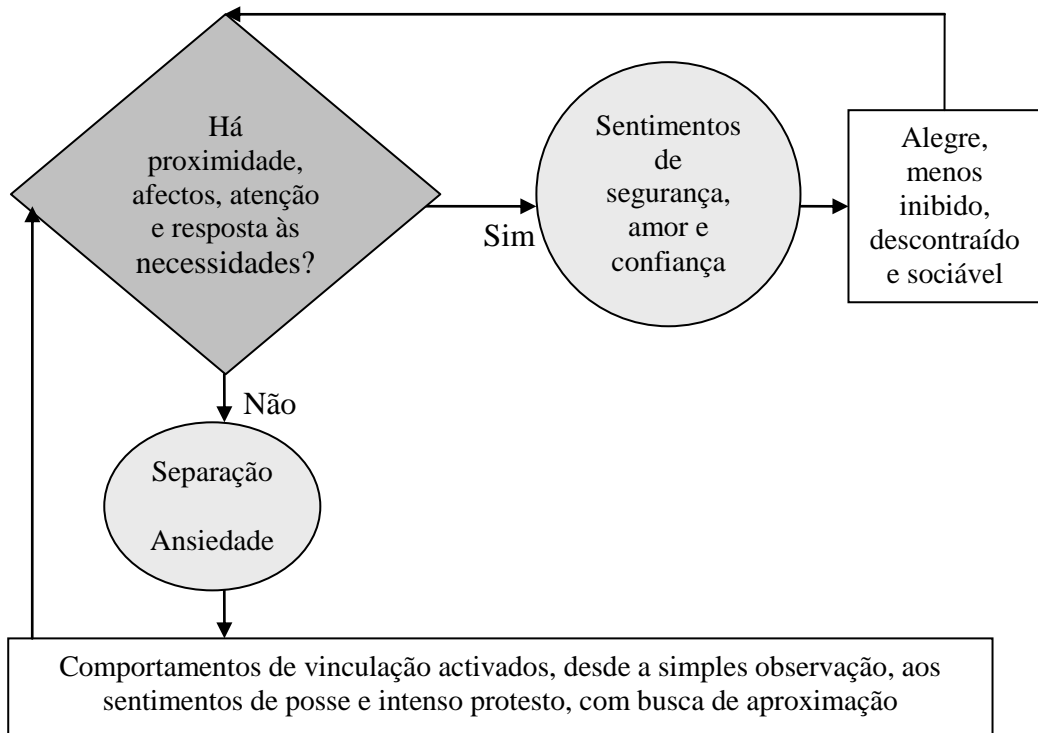 Há
proximidade,
afectos, atenção
e resposta às
necessidades?
Sim
Sentimentos
de
segurança,
amor e
confiança
Alegre,
menos
inibido,
descontraído
e sociável
Não
Separação
Ansiedade
Comportamentos de vinculação activados, desde a simples observação, aos
sentimentos de posse e intenso protesto, com busca de aproximação